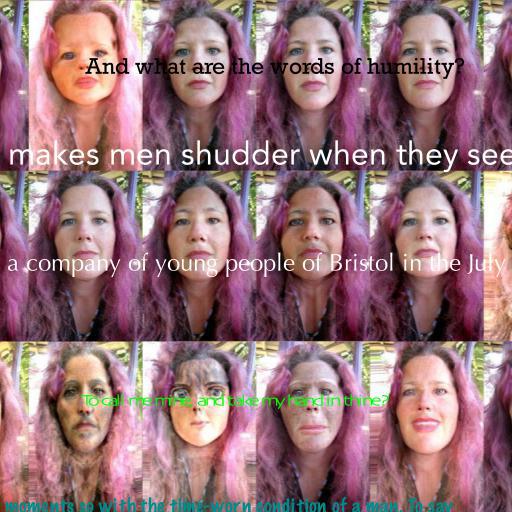 And what are the words of humility?
makes men shudder when they see
a company of young people of Bristol in the July
To call me mine, and take my hand in thine?
moments so with the time-worn condition of a man. To say